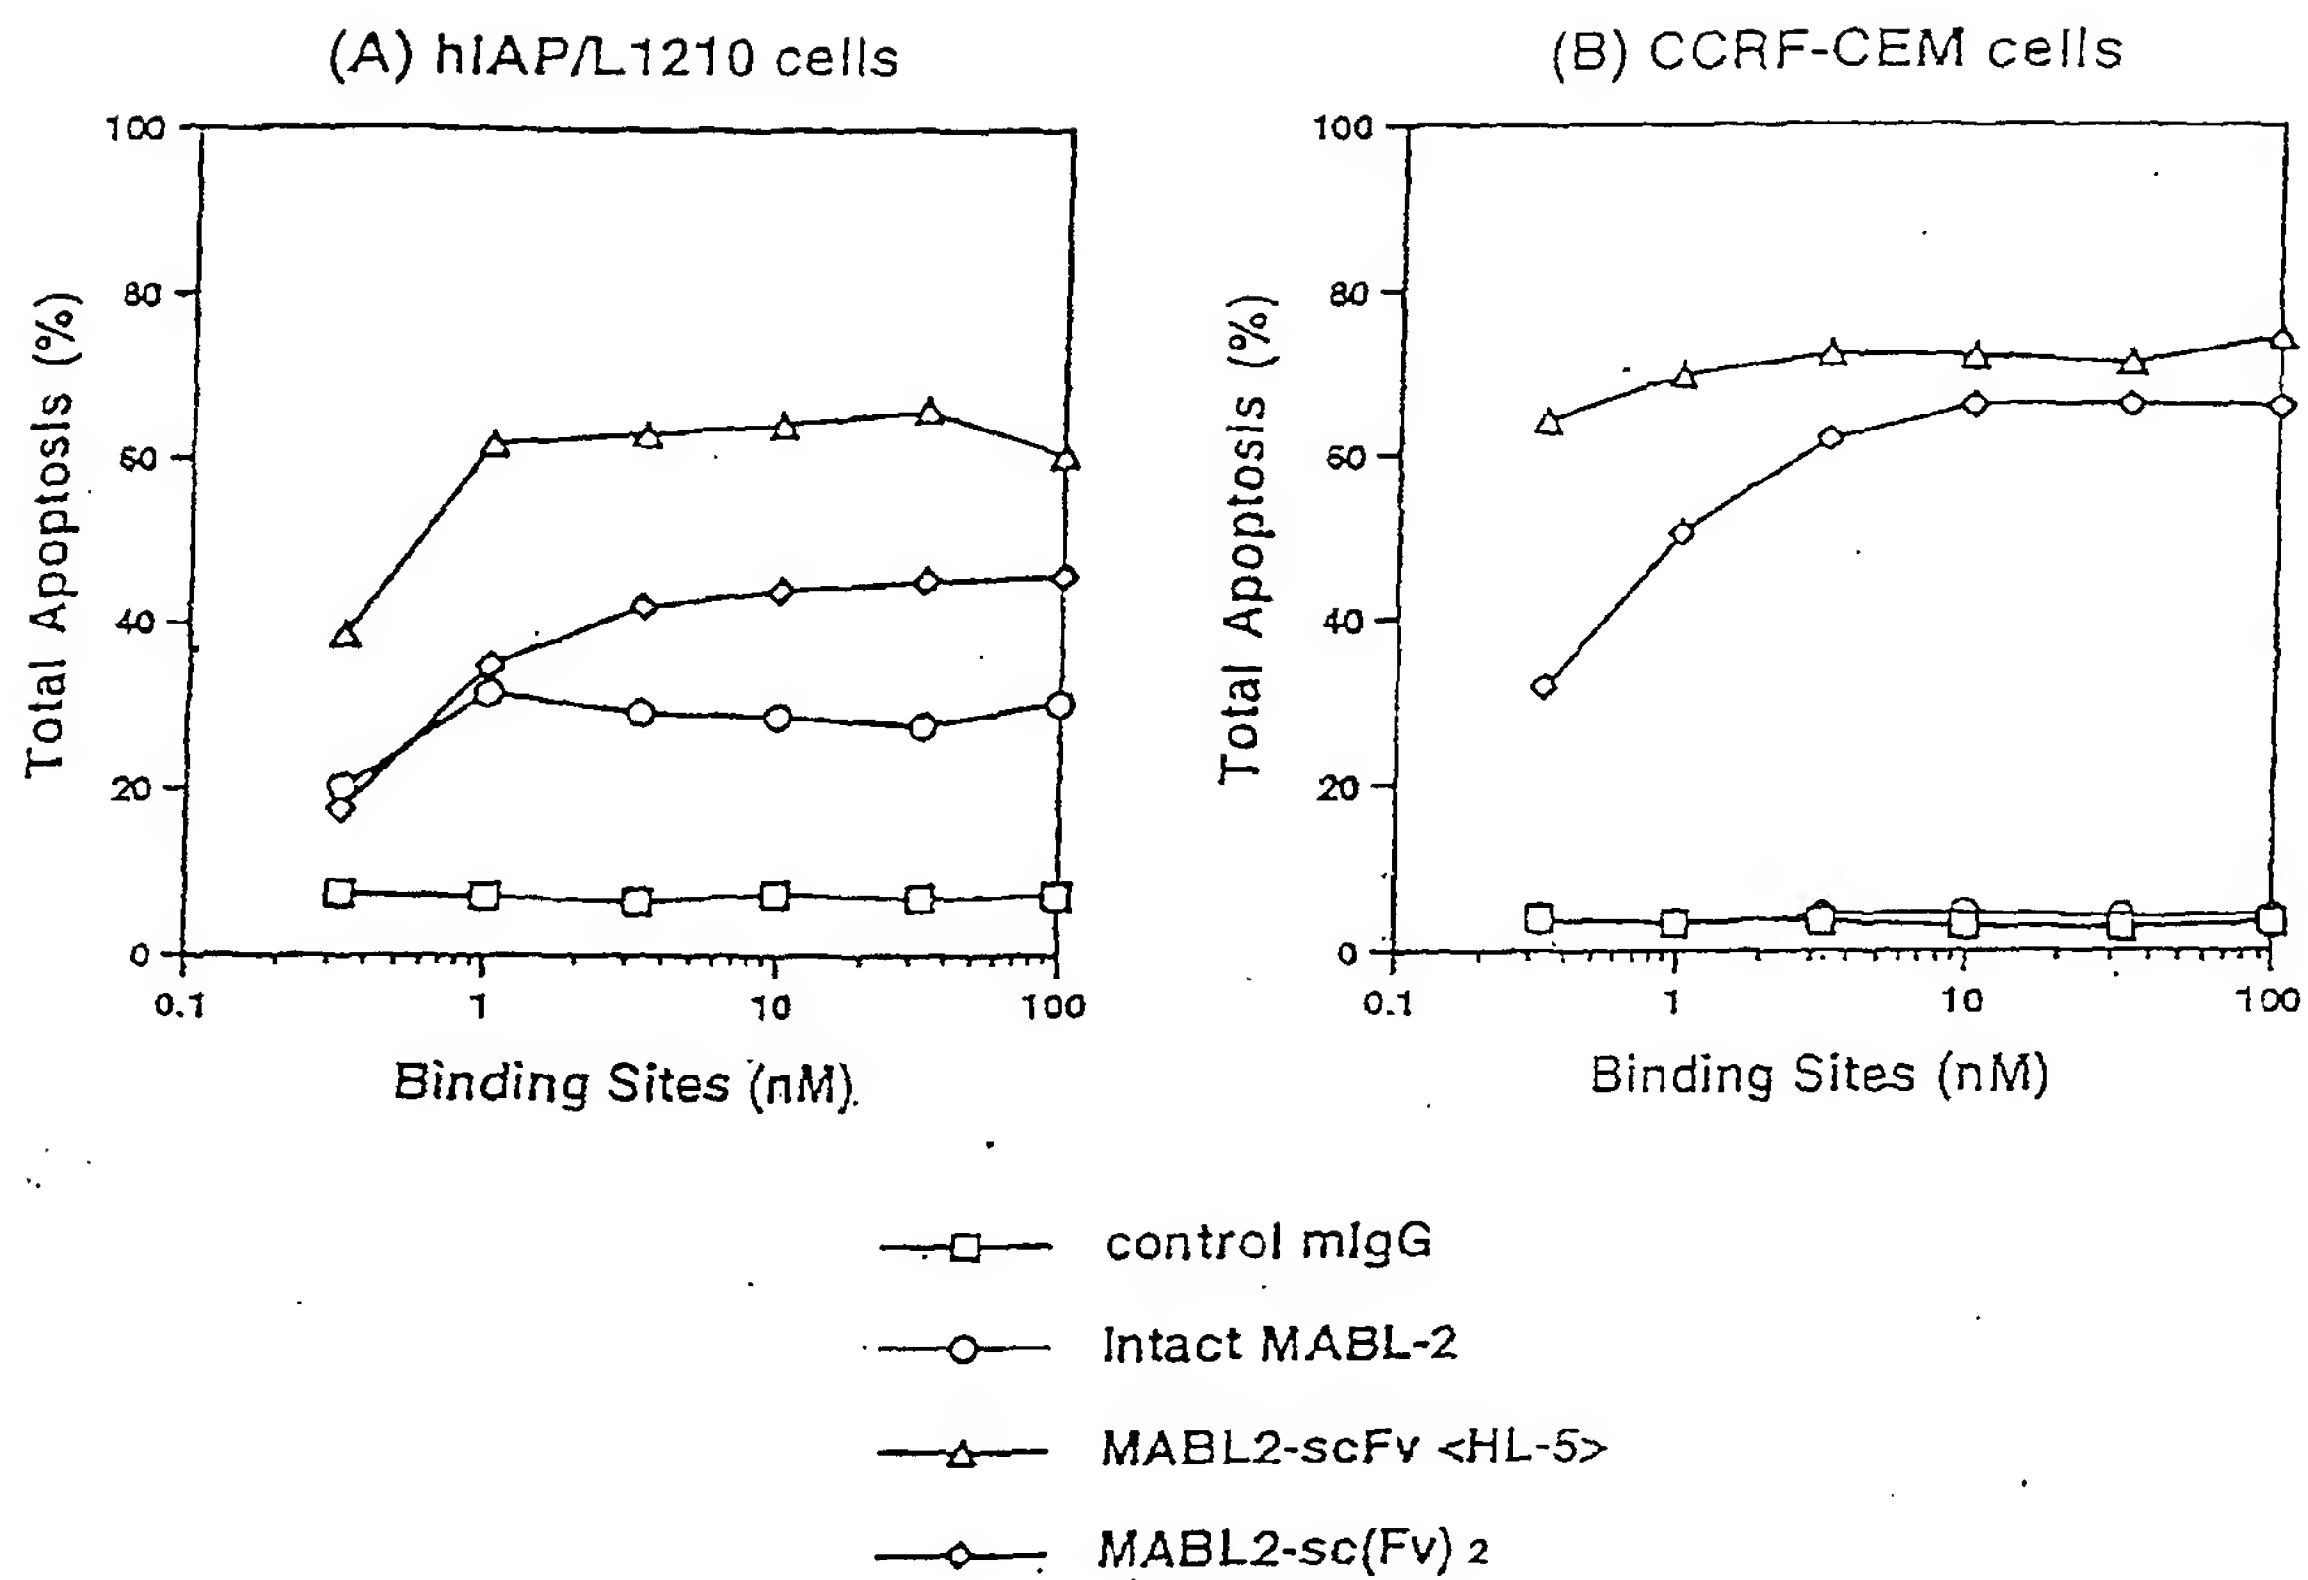 (A) hIAP/L1210 cells
100
80
60
40
20
0
0.1 1 10 100
Total Apoptosis (%)
Binding Sites (nM)
(B) CCRF-CEM cells
100
80
60
40
20
0
0.1 1 10 100
Total Apoptosis (%)
Binding Sites (nM)
control mIgG
Intact MABL-2
MABL2-scFv <HL-5>
MABL2-sc(Fv) 2